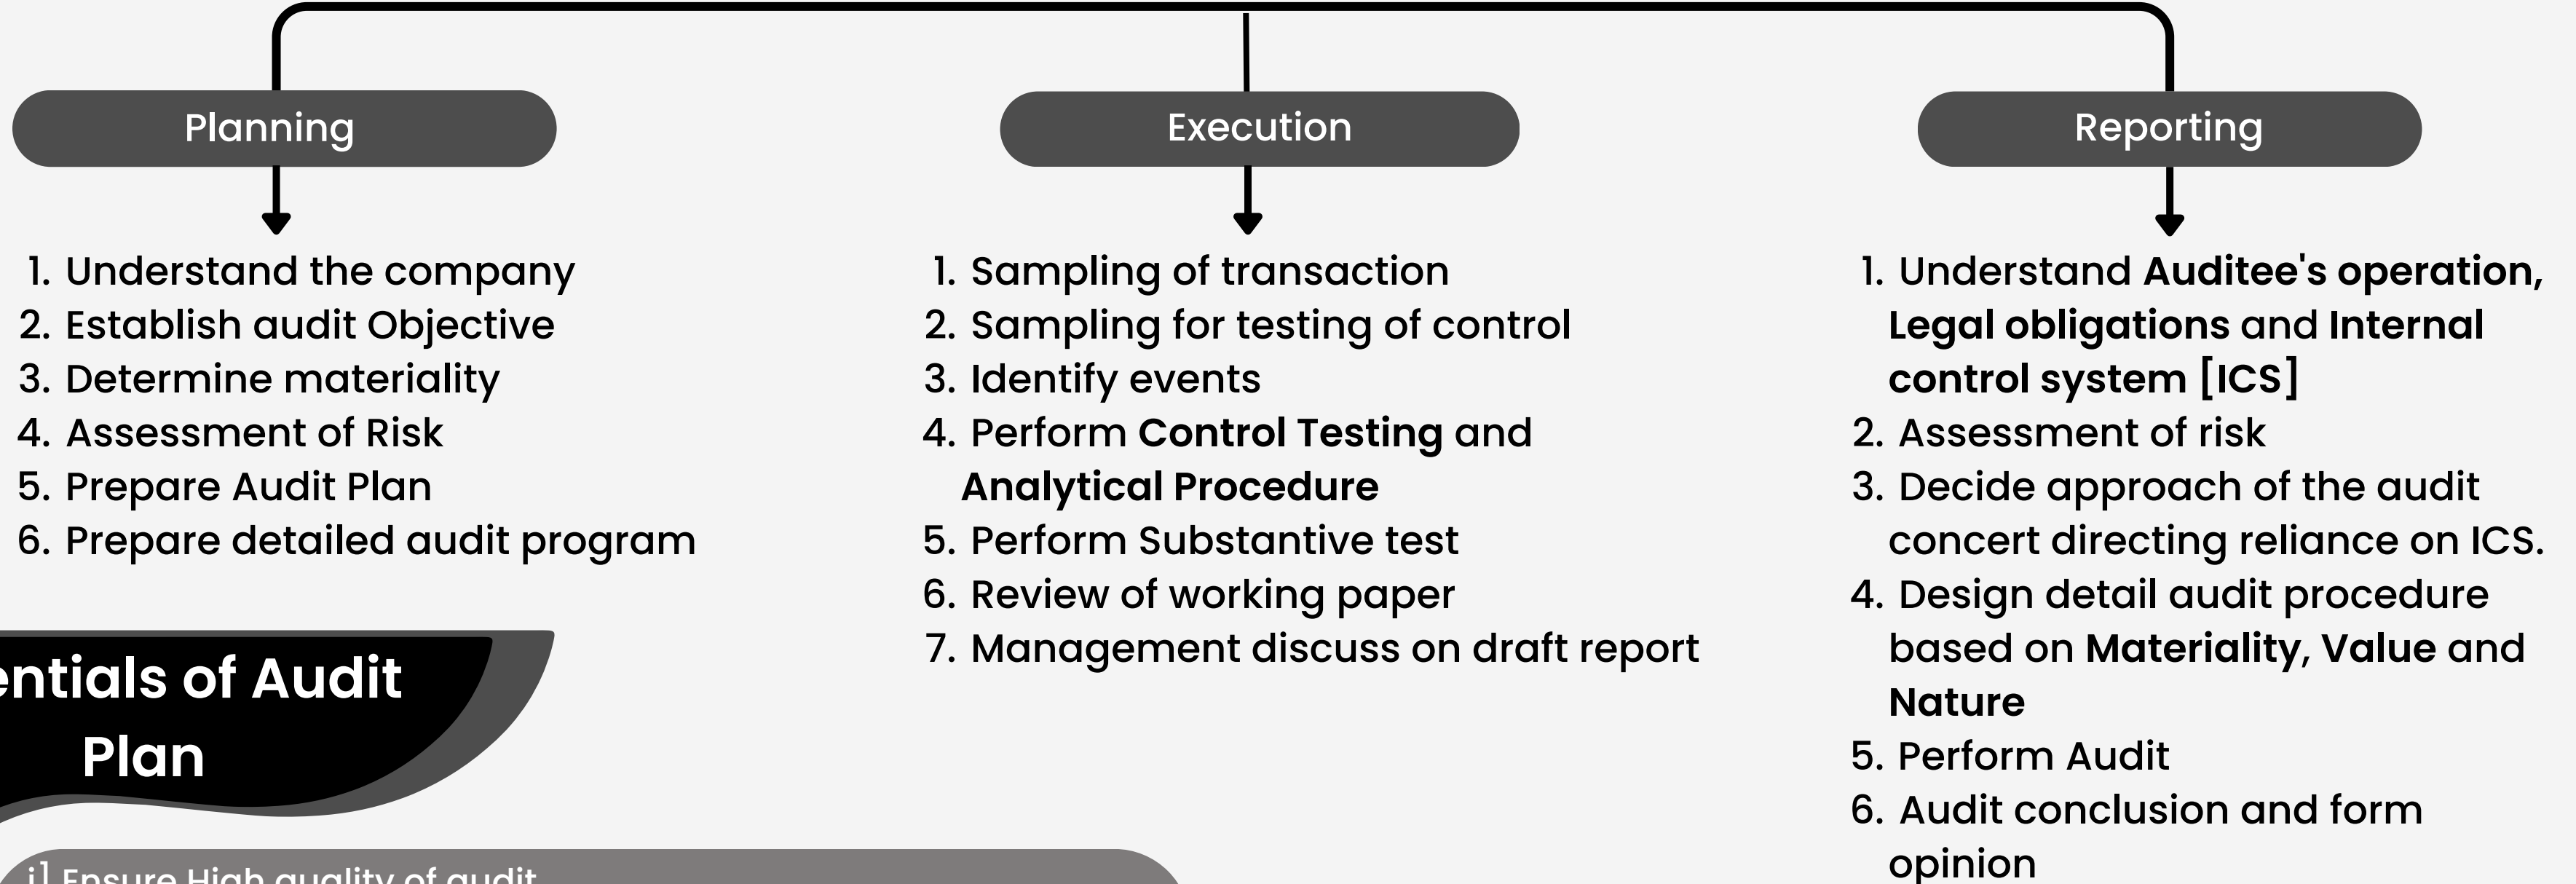 Planning
1. Understand the company
2. Establish audit Objective
3. Determine materiality
4. Assessment of Risk
5. Prepare Audit Plan
6. Prepare detailed audit program
Execution
1. Sampling of transaction
2. Sampling for testing of control
3. Identify events
4. Perform Control Testing and
Analytical Procedure
5. Perform Substantive test
6. Review of working paper
7. Management discuss on draft report
Reporting
1. Understand Auditee's operation,
Legal obligations and Internal
control system [ICS]
2. Assessment of risk
3. Decide approach of the audit
concert directing reliance on ICS.
4. Design detail audit procedure
based on Materiality, Value and
Nature
5. Perform Audit
6. Audit conclusion and form
opinion
entials of Audit
Plan
i] Ensure High quality of audit